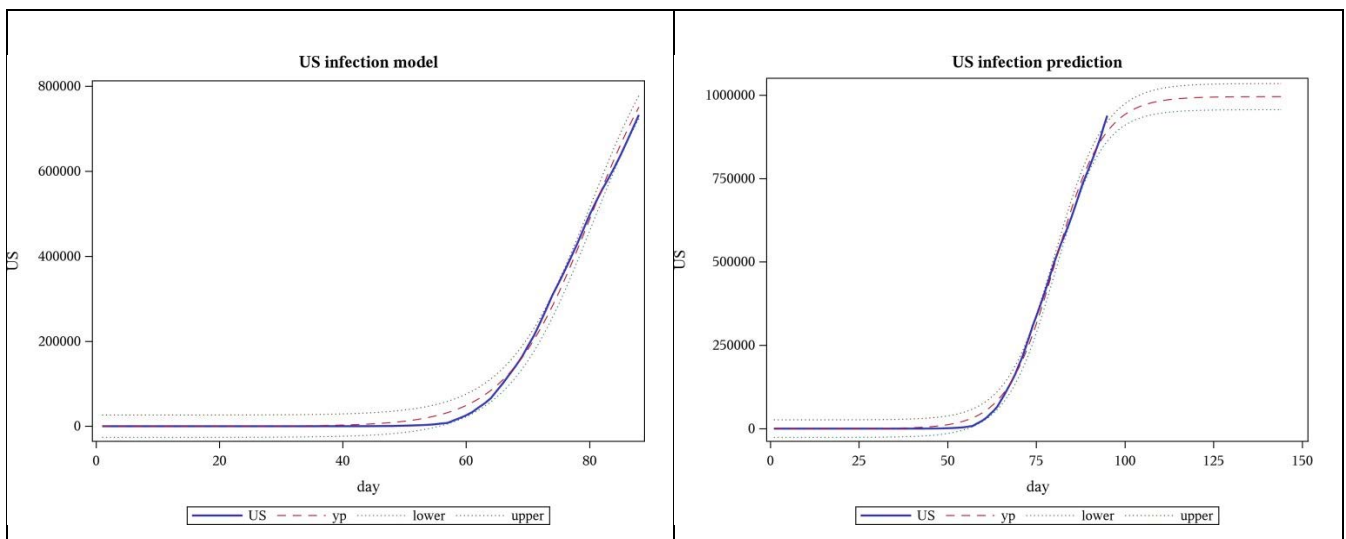 US infection model
800000
600000
400000
200000
0
US
0 20 40 60 80
day
US yp lower upper
US infection prediction
1000000
750000
500000
250000
0
US
0 25 50 75 100 125 150
day
US yp lower upper